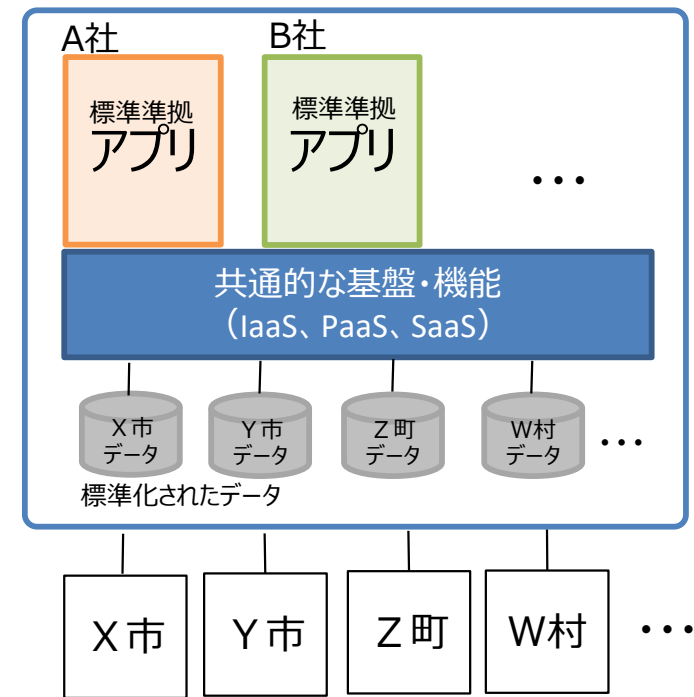 A社
B社
標準準拠
アプリ
標準準拠
アプリ
…
共通的な基盤・機能
（IaaS、PaaS、SaaS）
X市
データ
Y市
データ
Z町
データ
W村
データ
…
標準化されたデータ
X市
Y市
Z町
W村
…